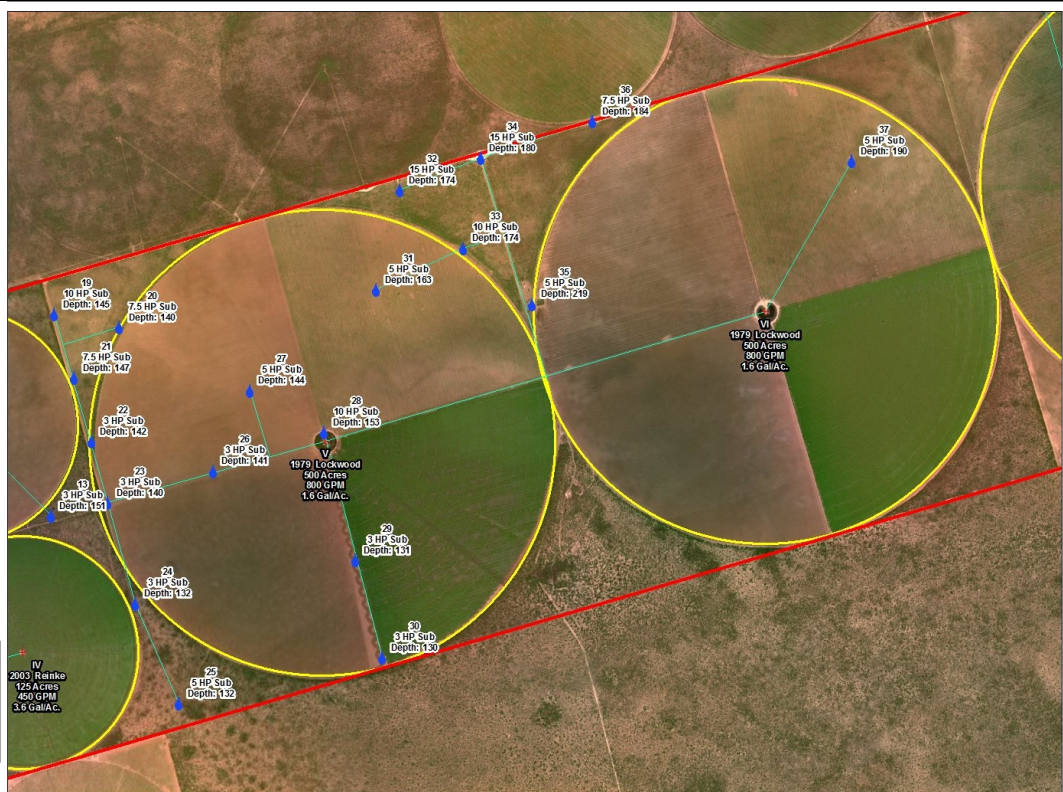 36
7.5 HP Sub
Depth: 184
34
15 HP Sub
Depth: 180
37
5 HP Sub
Depth: 190
32
15 HP Sub
Depth: 174
33
10 HP Sub
Depth: 174
31
5 HP Sub
Depth: 163
35
5 HP Sub
Depth: 219
19
10 HP Sub
Depth: 145
20
7.5 HP Sub
Depth: 140
21
7.5 HP Sub
Depth: 147
VI
1979 Lockwood
500 Acres
800 GPM
1.6 Gal/Ac.
27
5 HP Sub
Depth: 144
22
3 HP Sub
Depth: 142
28
10 HP Sub
Depth: 153
26
3 HP Sub
Depth: 141
V
1979 Lockwood
500 Acres
800 GPM
1.6 Gal/Ac.
23
3 HP Sub
Depth: 140
13
3 HP Sub
Depth: 151
29
3 HP Sub
Depth: 131
24
3 HP Sub
Depth: 132
30
3 HP Sub
Depth: 130
25
5 HP Sub
Depth: 132
IV
2003 Reinke
125 Acres
450 GPM
3.6 Gal/Ac.